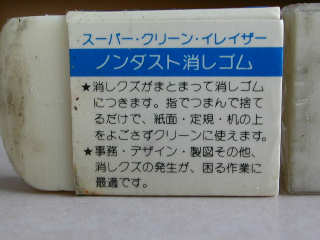 スーパー・クリーン・イレイザー
ノンダスト消しゴム
★消しクズがまとまって消しゴム
につきます。指でつまんで捨て
るだけで、紙面・定規・机の上
をよごさずクリーンに使えます。
★事務・デザイン・製図その他、
消しクズの発生が、困る作業に
最適です。